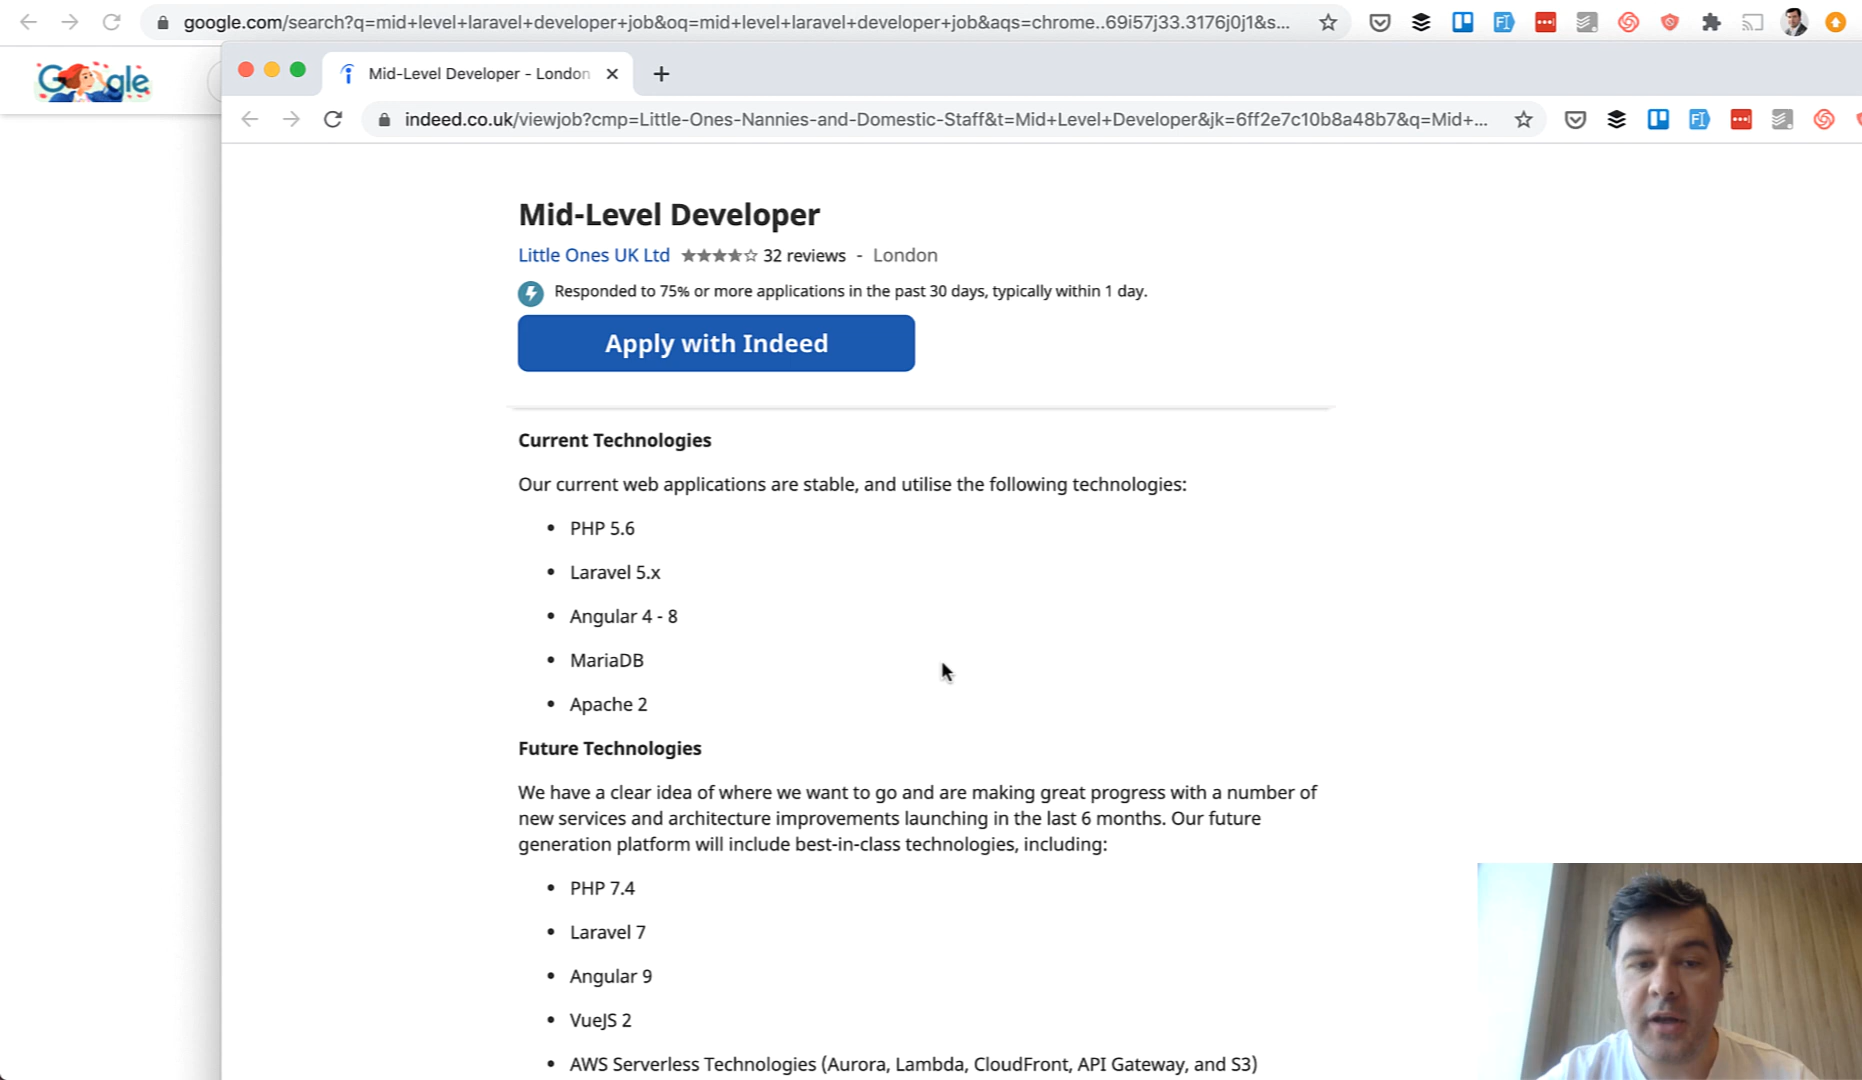 google.com/search?q=mid+level+laravel+developer+job&oq=mid+level+laravel+developer+job&aqs=chrome..69i57j33.3176j0j1&s...
Google
Mid-Level Developer - London
indeed.co.uk/viewjob?cmp=Little-Ones-Nannies-and-Domestic-Staff&t=Mid+Level+Developer&jk=6ff2e7c10b8a48b7&q=Mid+...
Mid-Level Developer
Little Ones UK Ltd 32 reviews - London
Responded to 75% or more applications in the past 30 days, typically within 1 day.
Apply with Indeed
Current Technologies
Our current web applications are stable, and utilise the following technologies:
• PHP 5.6
• Laravel 5.x
• Angular 4 - 8
• MariaDB
• Apache 2
Future Technologies
We have a clear idea of where we want to go and are making great progress with a number of
new services and architecture improvements launching in the last 6 months. Our future
generation platform will include best-in-class technologies, including:
• PHP 7.4
• Laravel 7
• Angular 9
• VueJS 2
• AWS Serverless Technologies (Aurora, Lambda, CloudFront, API Gateway, and S3)